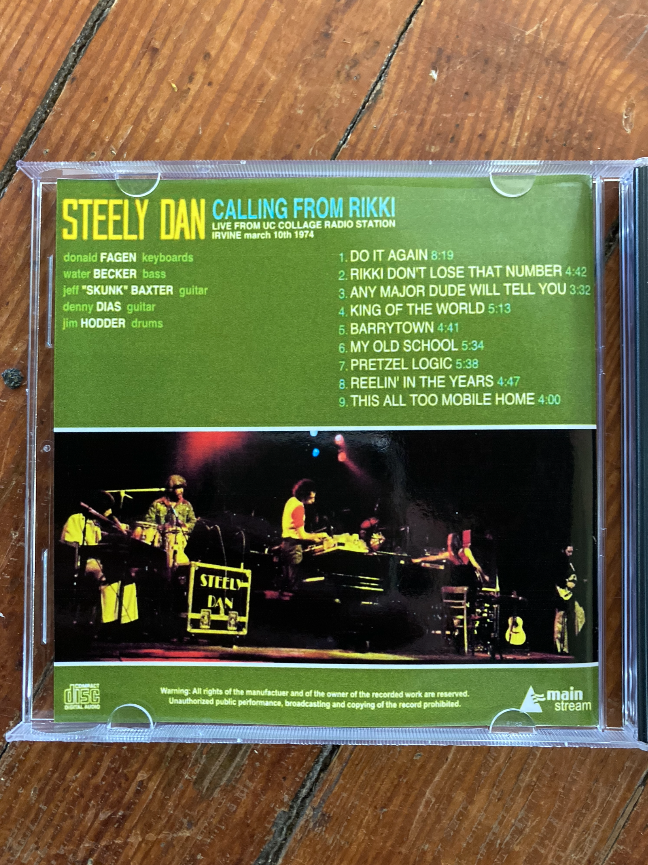 STEELY DAN
CALLING FROM RIKKI
LIVE FROM UC COLLAGE RADIO STATION
IRVINE march 10th 1974
donald FAGEN keyboards
water BECKER bass
jeff "SKUNK" BAXTER guitar
denny DIAS guitar
jim HODDER drums
1. DO IT AGAIN 8:19
2. RIKKI DON'T LOSE THAT NUMBER 4:42
3. ANY MAJOR DUDE WILL TELL YOU 3:32
4. KING OF THE WORLD 5:13
5. BARRYTOWN 4:41
6. MY OLD SCHOOL 5:34
7. PRETZEL LOGIC 5:38
8. REELIN' IN THE YEARS 4:47
9. THIS ALL TOO MOBILE HOME 4:00
STEELY
DAN
COMPACT
disc
DIGITAL AUDIO
Warning: All rights of the manufactuer and of the owner of the recorded work are reserved.
Unauthorized public performance, broadcasting and copying of the record prohibited.
main
stream